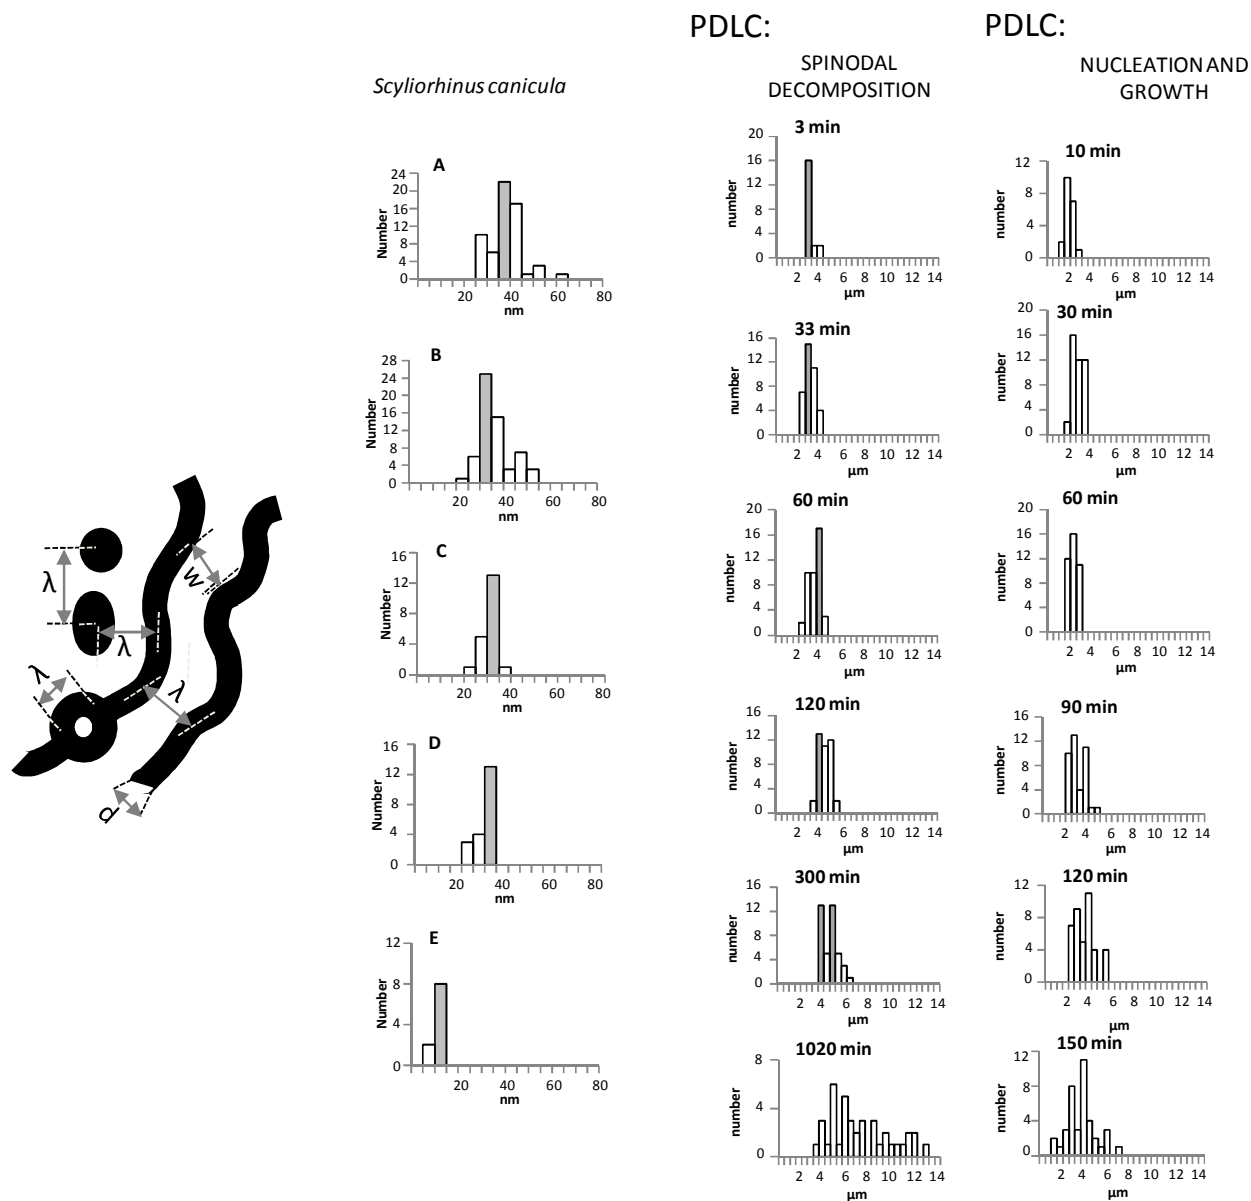 PDLC:
PDLC:
Scyliorhinus canicula
SPINODAL
DECOMPOSITION
NUCLEATION AND
GROWTH
λ
λ
λ
λ
w
d
A
Number
24
20
16
12
8
4
0
20 40 60 80
nm
B
Number
28
24
20
16
12
8
4
0
20 40 60 80
nm
C
Number
16
12
8
4
0
20 40 60 80
nm
D
Number
16
12
8
4
0
20 40 60 80
nm
E
Number
12
8
4
0
20 40 60 80
nm
3 min
number
20
16
12
8
4
0
2 4 6 8 10 12 14
μm
33 min
number
16
12
8
4
0
2 4 6 8 10 12 14
μm
60 min
number
20
16
12
8
4
0
2 4 6 8 10 12 14
μm
120 min
number
16
12
8
4
0
2 4 6 8 10 12 14
μm
300 min
number
16
12
8
4
0
2 4 6 8 10 12 14
μm
1020 min
number
8
4
0
2 4 6 8 10 12 14
μm
10 min
number
12
8
4
0
2 4 6 8 10 12 14
μm
30 min
number
20
16
12
8
4
0
2 4 6 8 10 12 14
μm
60 min
number
20
16
12
8
4
0
2 4 6 8 10 12 14
μm
90 min
number
16
12
8
4
0
2 4 6 8 10 12 14
μm
120 min
number
12
8
4
0
2 4 6 8 10 12 14
μm
150 min
number
12
8
4
0
2 4 6 8 10 12 14
μm